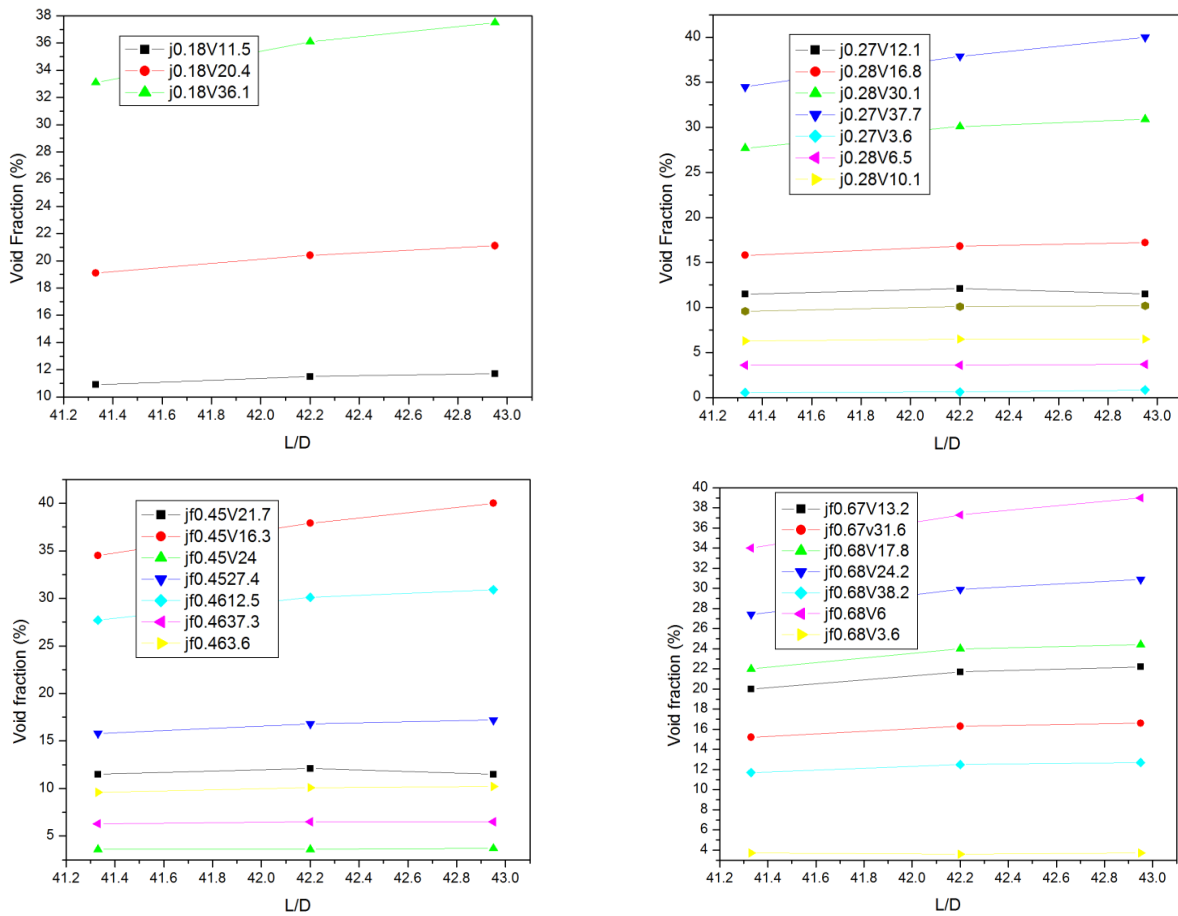 38
36
34
32
30
28
26
24
22
20
18
16
14
12
10
Void Fraction (%)
j0.18V11.5
j0.18V20.4
j0.18V36.1
41.2 41.4 41.6 41.8 42.0 42.2 42.4 42.6 42.8 43.0
L/D
40
35
30
25
20
15
10
5
0
Void Fraction (%)
j0.27V12.1
j0.28V16.8
j0.28V30.1
j0.27V37.7
j0.27V3.6
j0.28V6.5
j0.28V10.1
41.2 41.4 41.6 41.8 42.0 42.2 42.4 42.6 42.8 43.0
L/D
40
35
30
25
20
15
10
5
Void fraction (%)
jf0.45V21.7
jf0.45V16.3
jf0.45V24
jf0.4527.4
jf0.4612.5
jf0.4637.3
jf0.463.6
41.2 41.4 41.6 41.8 42.0 42.2 42.4 42.6 42.8 43.0
L/D
40
38
36
34
32
30
28
26
24
22
20
18
16
14
12
10
8
6
4
Void fraction (%)
jf0.67V13.2
jf0.67v31.6
jf0.68V17.8
jf0.68V24.2
jf0.68V38.2
jf0.68V6
jf0.68V3.6
41.2 41.4 41.6 41.8 42.0 42.2 42.4 42.6 42.8 43.0
L/D